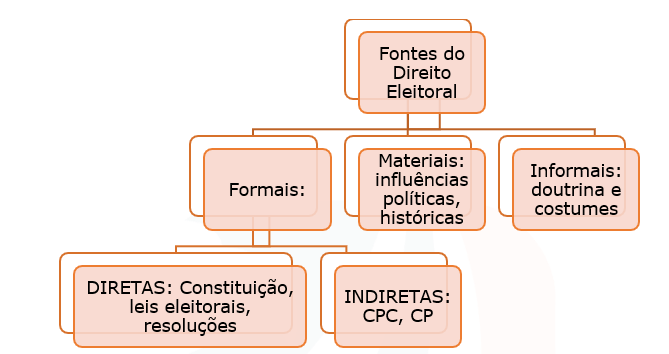 Fontes do
Direito
Eleitoral
Formais:
Materiais:
influências
políticas,
históricas
Informais:
doutrina e
costumes
DIRETAS: Constituição,
leis eleitorais,
resoluções
INDIRETAS:
CPC, CP